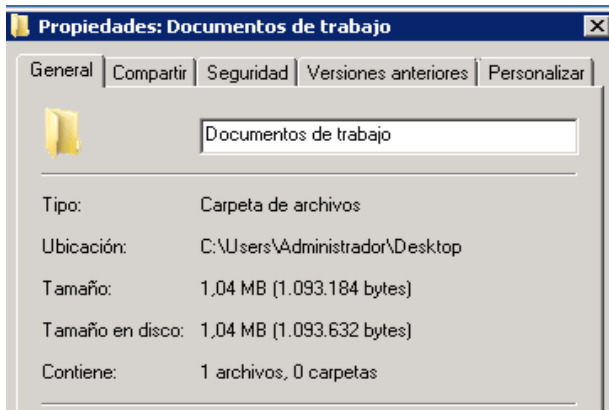 Propiedades: Documentos de trabajo
General Compartir Seguridad Versiones anteriores Personalizar
Documentos de trabajo
Tipo: Carpeta de archivos
Ubicación: C:\Users\Administrador\Desktop
Tamaño: 1,04 MB (1.093.184 bytes)
Tamaño en disco: 1,04 MB (1.093.632 bytes)
Contiene: 1 archivos, 0 carpetas